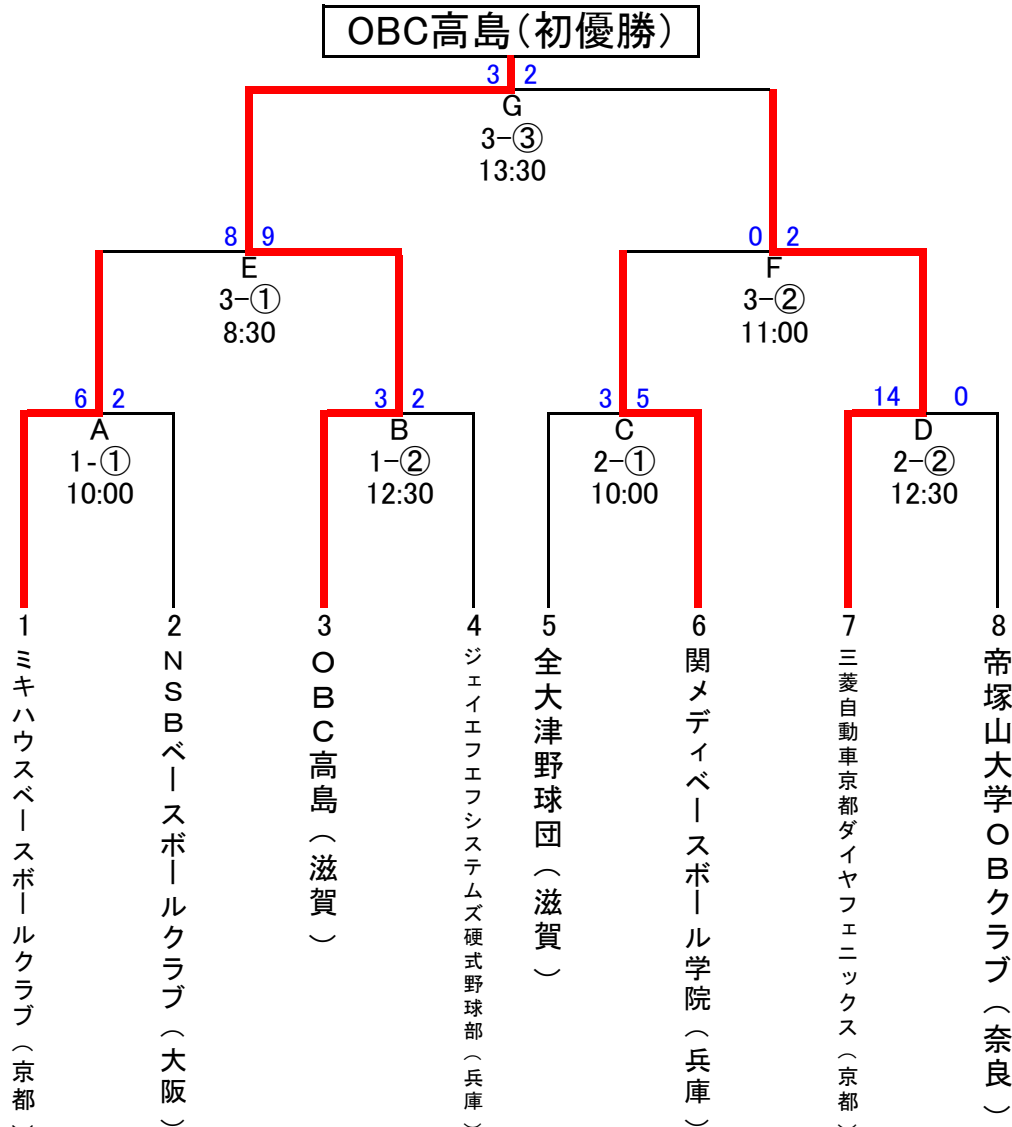 OBC高島（初優勝）
3 2
G
3-③
13:30
8 9
E
3-①
8:30
0 2
F
3-②
11:00
6 2
A
1-①
10:00
3 2
B
1-②
12:30
3 5
C
2-①
10:00
14 0
D
2-②
12:30
1
ミキハウスベースボールクラブ（京都）
2
NSBベースボールクラブ（大阪）
3
OBC高島（滋賀）
4
ジェイエフエフシステムズ硬式野球部（兵庫）
5
全大津野球団（滋賀）
6
関メディベースボール学院（兵庫）
7
三菱自動車京都ダイヤフェニックス（京都）
8
帝塚山大学OBクラブ（奈良）